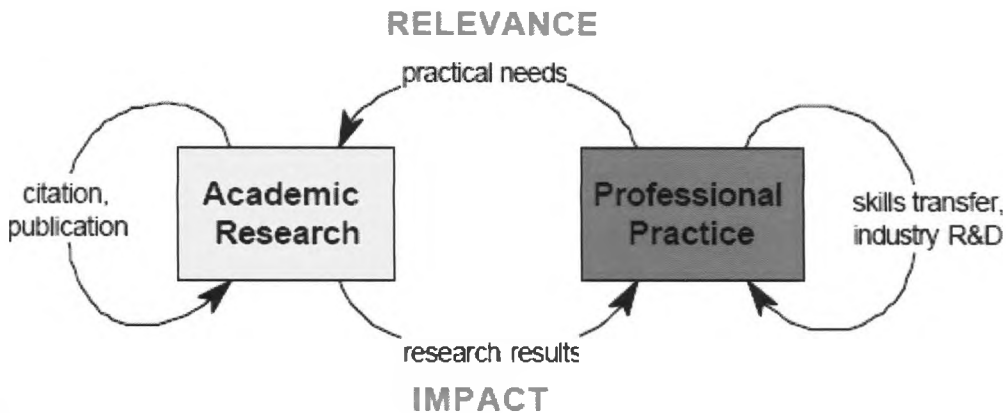 RELEVANCE
practical needs
citation,
publication
Academic
Research
Professional
Practice
skills transfer,
industry R&D
research results
IMPACT